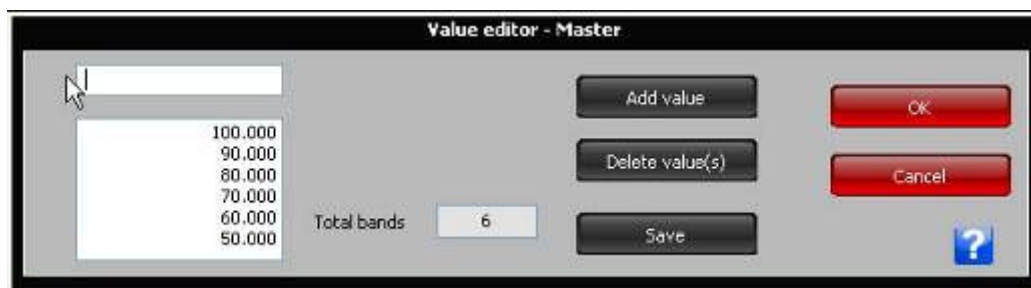 Value editor - Master
Add value
OK
100.000
90.000
80.000
70.000
60.000
50.000
Delete value(s)
Cancel
Total bands
6
Save
?